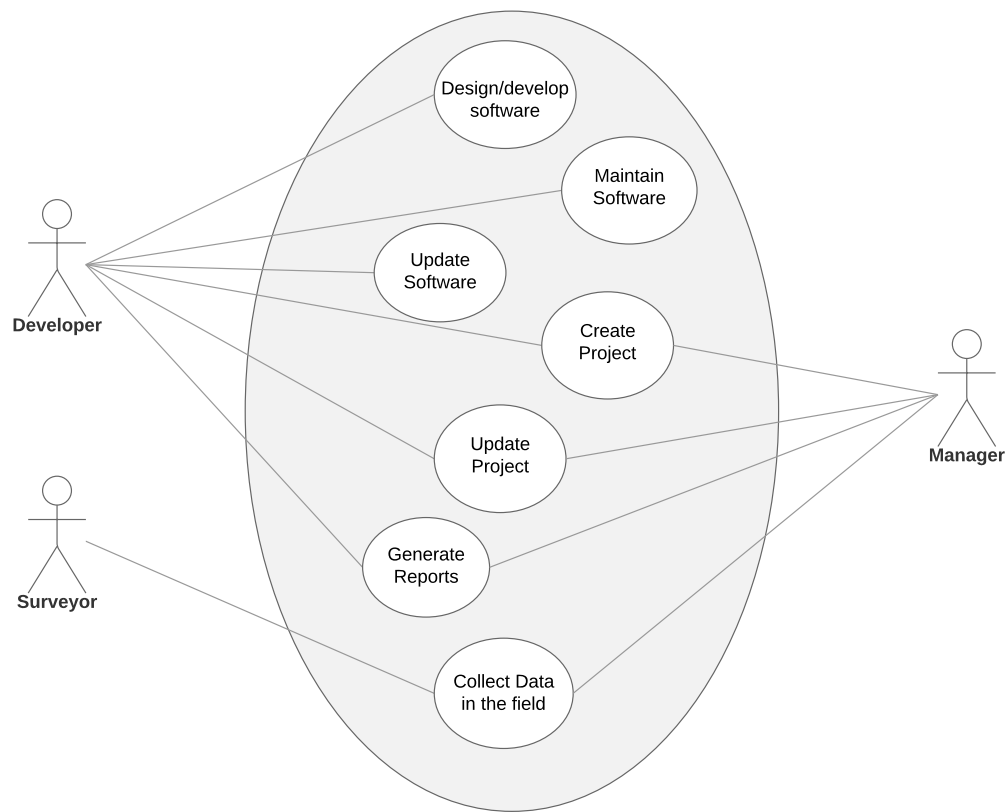 Design/develop
software
Maintain
Software
Update
Software
Developer
Create
Project
Update
Project
Manager
Generate
Reports
Surveyor
Collect Data
in the field